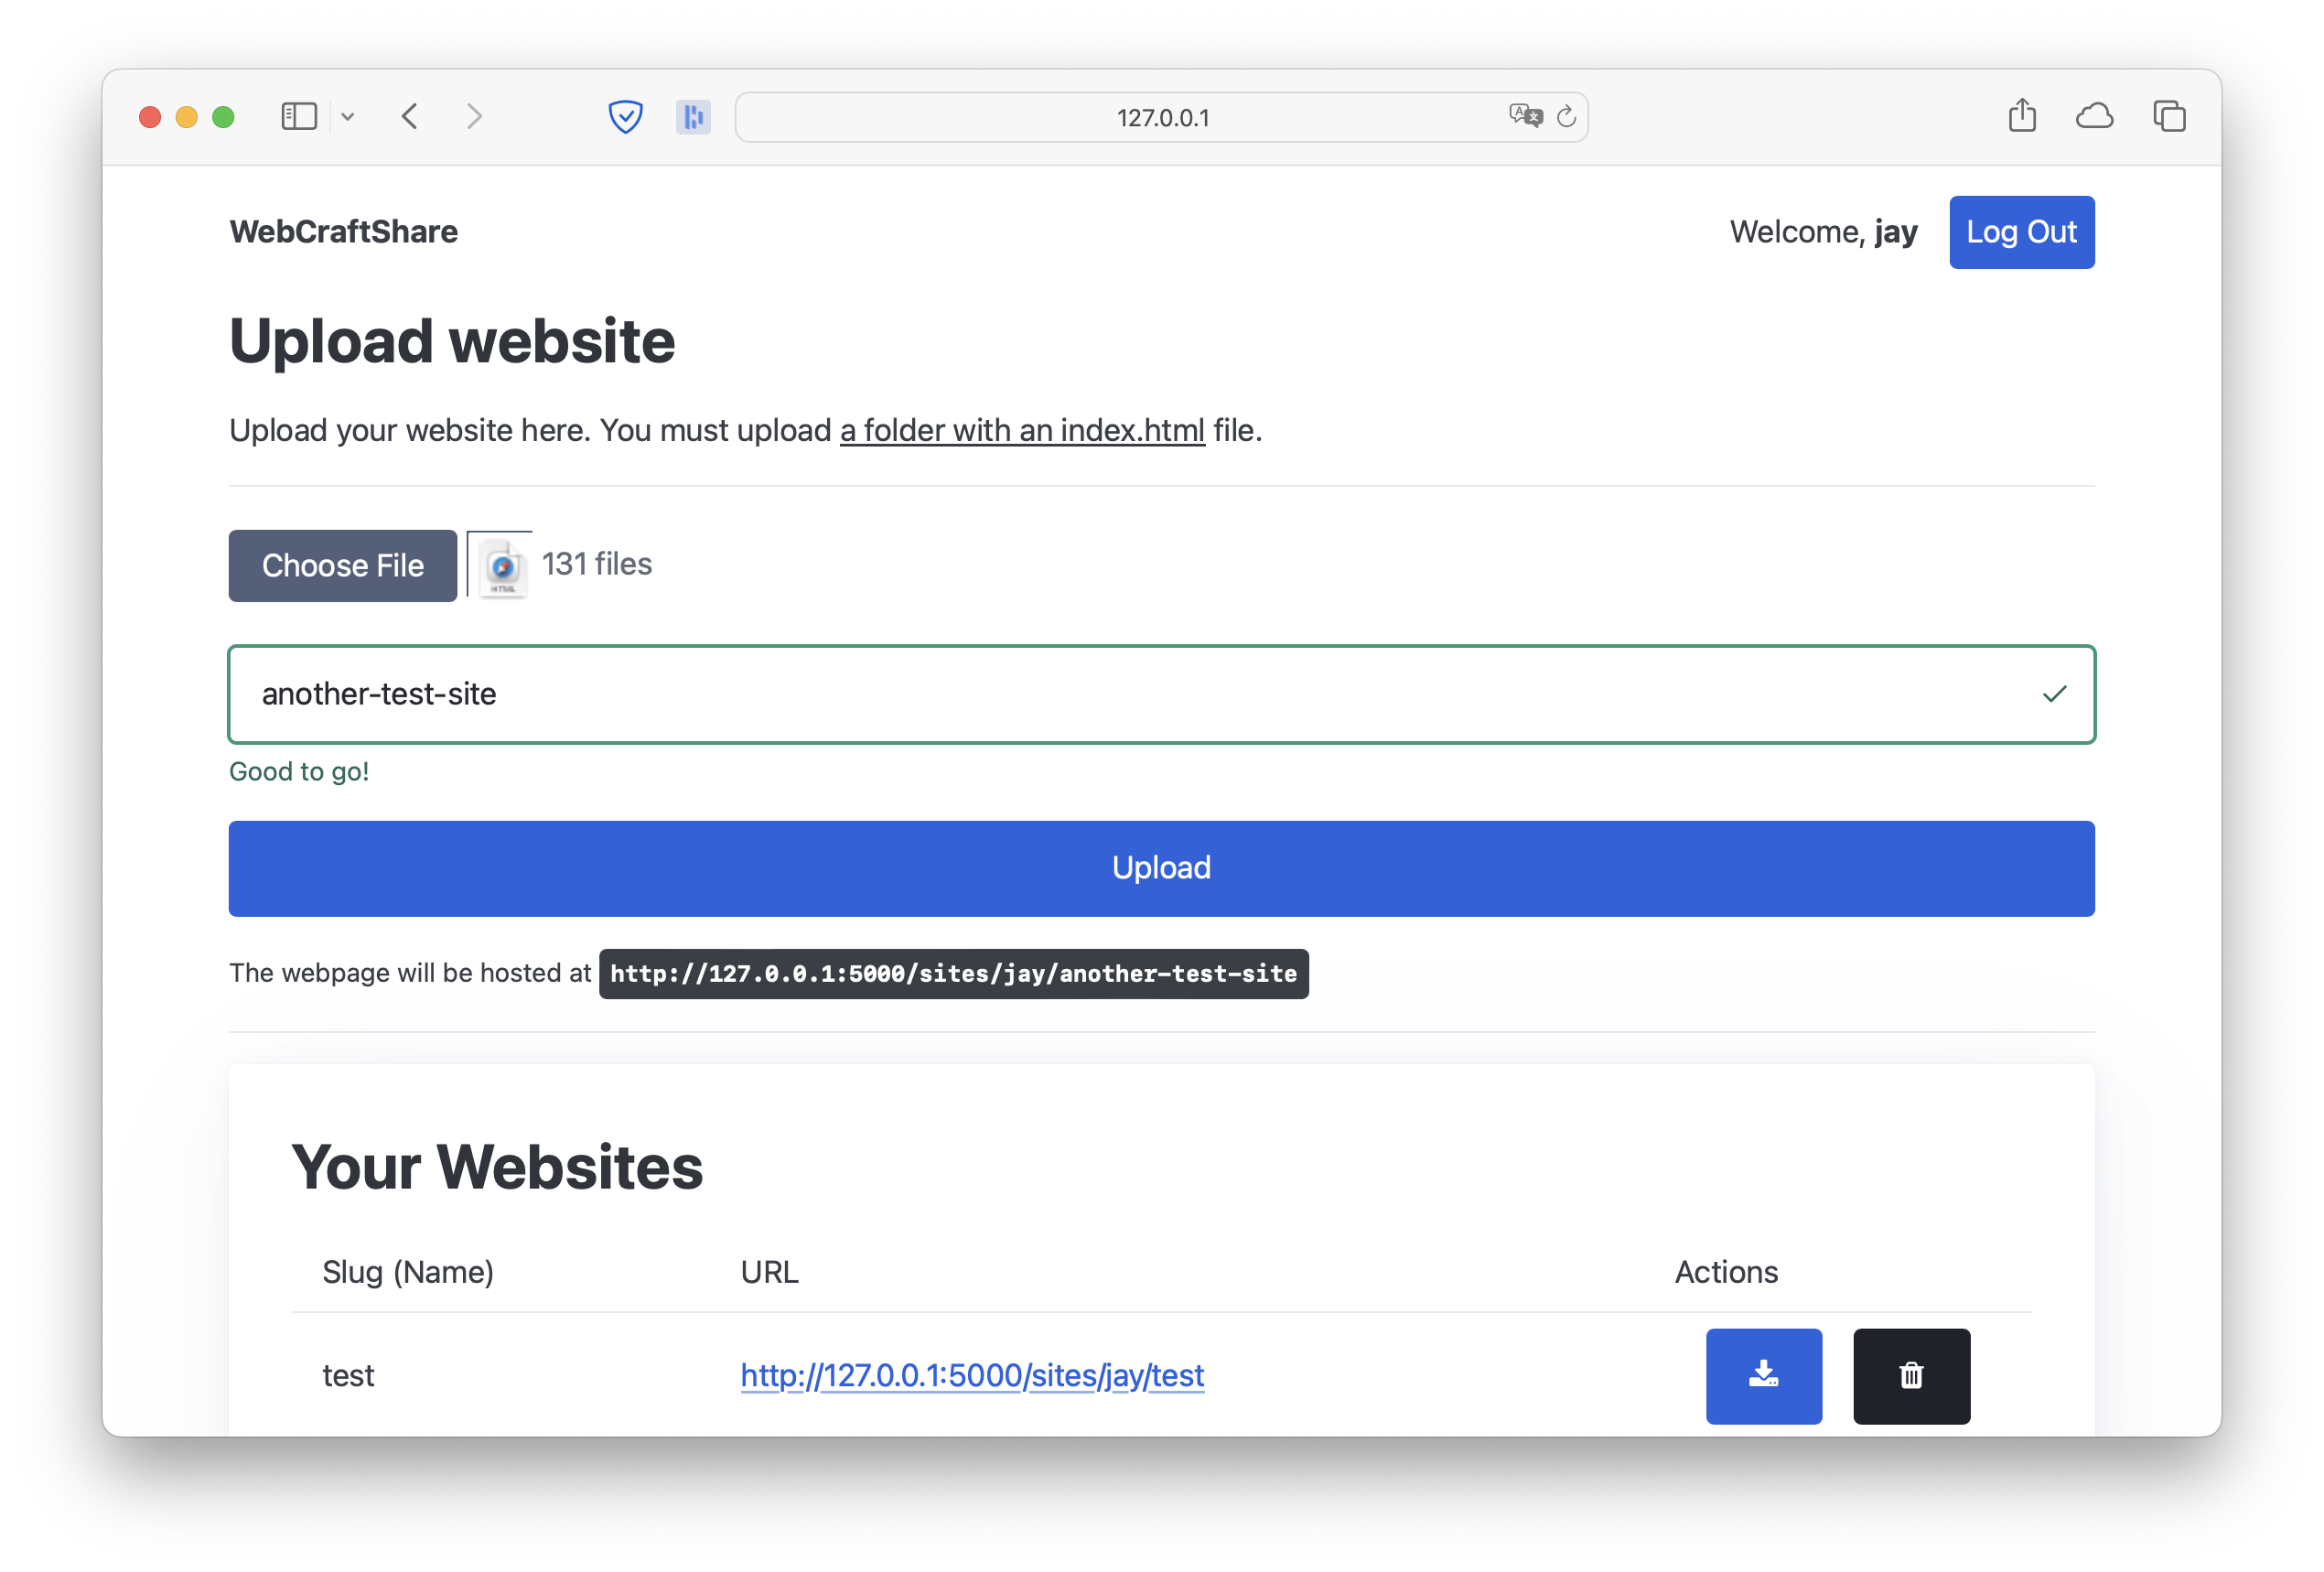 127.0.0.1
WebCraftShare
Welcome, jay
Log Out
Upload website
Upload your website here. You must upload a folder with an index.html file.
Choose File
HTML
131 files
another-test-site
Good to go!
Upload
The webpage will be hosted at http://127.0.0.1:5000/sites/jay/another-test-site
Your Websites
Slug (Name) URL Actions
test http://127.0.0.1:5000/sites/jay/test